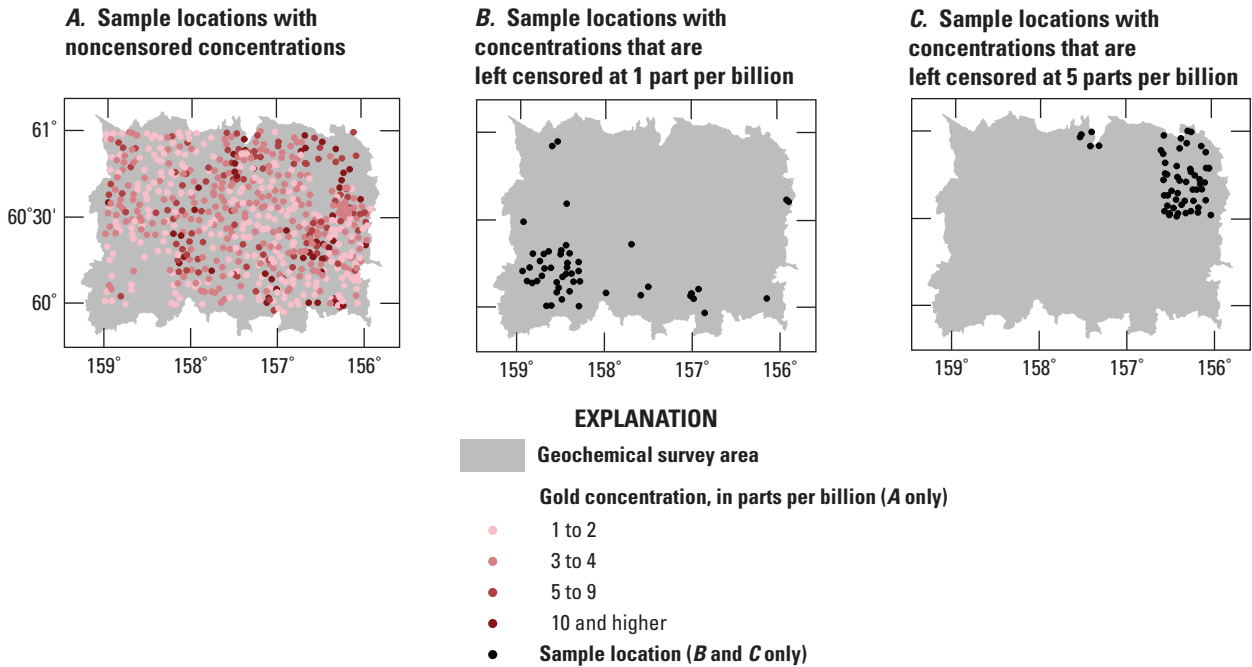 A. Sample locations with
noncensored concentrations
B. Sample locations with
concentrations that are
left censored at 1 part per billion
C. Sample locations with
concentrations that are
left censored at 5 parts per billion
61°
60°30'
60°
159° 158° 157° 156°
159° 158° 157° 156°
159° 158° 157° 156°
EXPLANATION
Geochemical survey area
Gold concentration, in parts per billion (A only)
1 to 2
3 to 4
5 to 9
10 and higher
Sample location (B and C only)